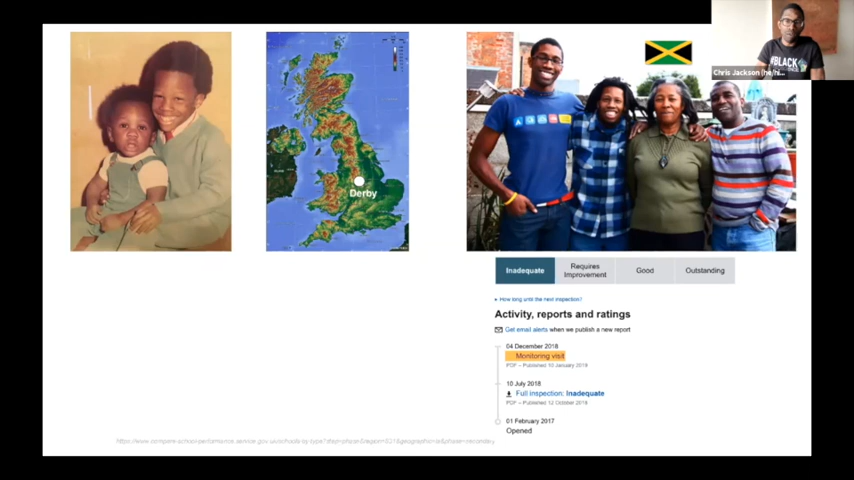 Chris Jackson (he/hi...
#BLACK
Derby
Inadequate
Requires Improvement
Good
Outstanding
How long until the next inspection?
Activity, reports and ratings
Get email alerts when we publish a new report
04 December 2018
Monitoring visit
PDF – Published 10 January 2019
10 July 2018
Full inspection: Inadequate
PDF – Published 12 October 2018
01 February 2017
Opened